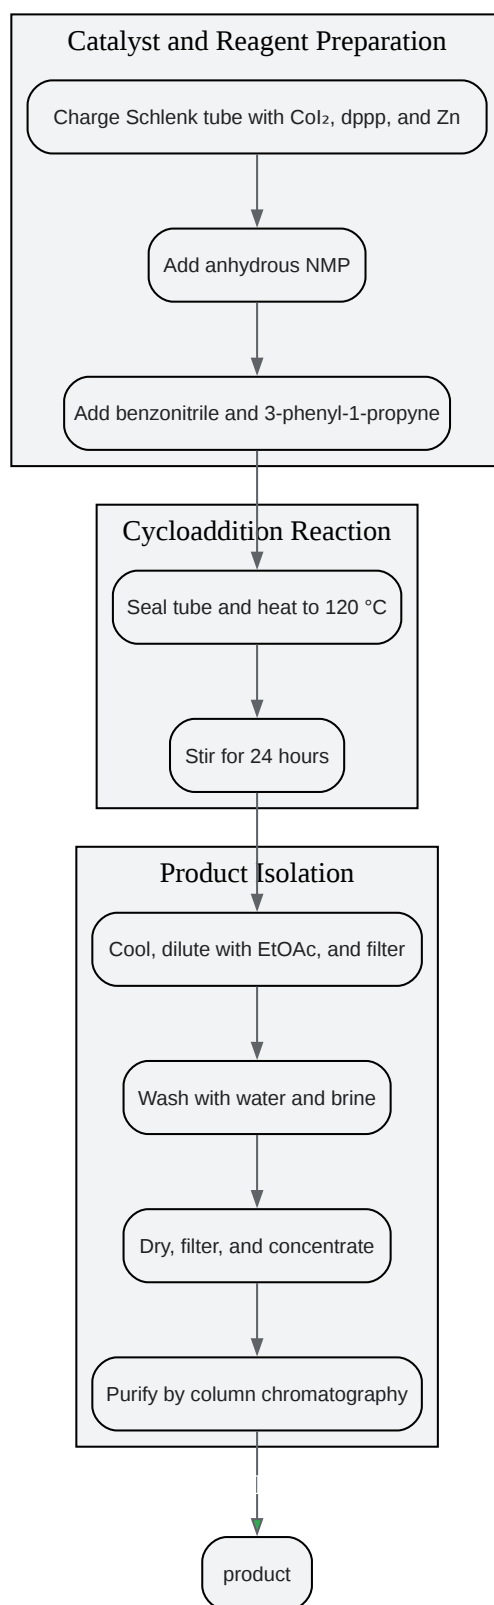 Catalyst and Reagent Preparation
Charge Schlenk tube with CoI₂, dppp, and Zn
Add anhydrous NMP
Add benzonitrile and 3-phenyl-1-propyne
Cycloaddition Reaction
Seal tube and heat to 120 °C
Stir for 24 hours
Product Isolation
Cool, dilute with EtOAc, and filter
Wash with water and brine
Dry, filter, and concentrate
Purify by column chromatography
product